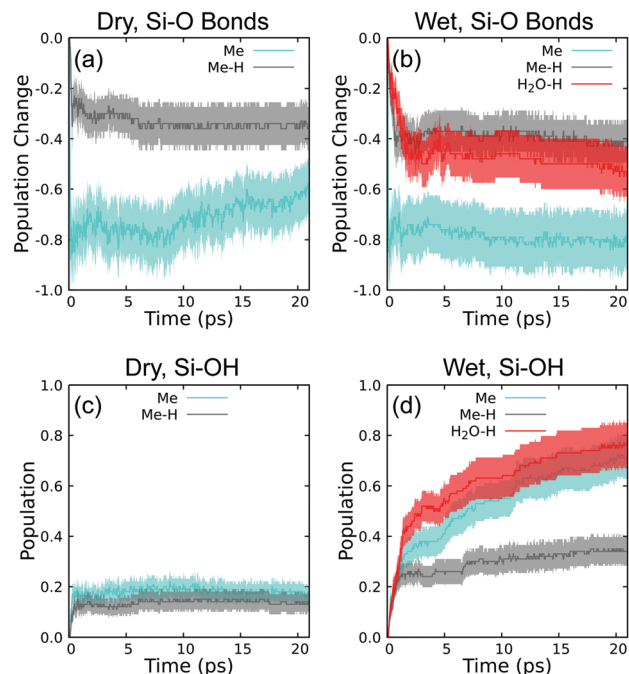 Dry, Si-O Bonds
(a)
Me
Me-H
Population Change
0.0
-0.2
-0.4
-0.6
-0.8
-1.0
0
5
10
15
20
Time (ps)
Wet, Si-O Bonds
(b)
Me
Me-H
H₂O-H
Population Change
0.0
-0.2
-0.4
-0.6
-0.8
-1.0
0
5
10
15
20
Time (ps)
Dry, Si-OH
(c)
Me
Me-H
Population
1.0
0.8
0.6
0.4
0.2
0.0
0
5
10
15
20
Time (ps)
Wet, Si-OH
(d)
Me
Me-H
H₂O-H
Population
1.0
0.8
0.6
0.4
0.2
0.0
0
5
10
15
20
Time (ps)